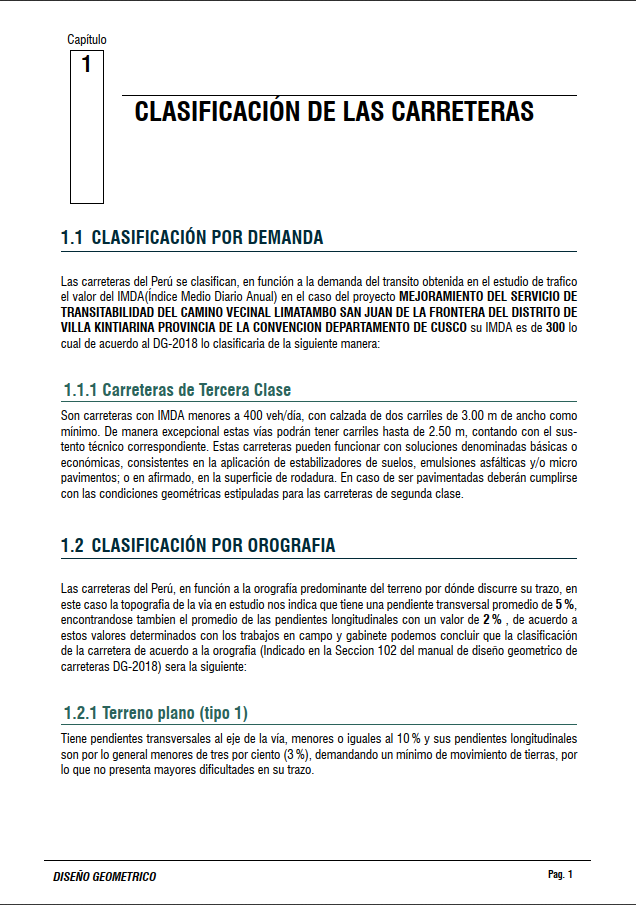 Capítulo
1
CLASIFICACIÓN DE LAS CARRETERAS
1.1 CLASIFICACIÓN POR DEMANDA
Las carreteras del Perú se clasifican, en función a la demanda del transito obtenida en el estudio de trafico
el valor del IMDA(Índice Medio Diario Anual) en el caso del proyecto MEJORAMIENTO DEL SERVICIO DE
TRANSITABILIDAD DEL CAMINO VECINAL LIMATAMBO SAN JUAN DE LA FRONTERA DEL DISTRITO DE
VILLA KINTIARINA PROVINCIA DE LA CONVENCION DEPARTAMENTO DE CUSCO su IMDA es de 300 lo
cual de acuerdo al DG-2018 lo clasificaria de la siguiente manera:
1.1.1 Carreteras de Tercera Clase
Son carreteras con IMDA menores a 400 veh/día, con calzada de dos carriles de 3.00 m de ancho como
mínimo. De manera excepcional estas vías podrán tener carriles hasta de 2.50 m, contando con el sus-
tento técnico correspondiente. Estas carreteras pueden funcionar con soluciones denominadas básicas o
económicas, consistentes en la aplicación de estabilizadores de suelos, emulsiones asfálticas y/o micro
pavimentos; o en afirmado, en la superficie de rodadura. En caso de ser pavimentadas deberán cumplirse
con las condiciones geométricas estipuladas para las carreteras de segunda clase.
1.2 CLASIFICACIÓN POR OROGRAFIA
Las carreteras del Perú, en función a la orografía predominante del terreno por dónde discurre su trazo, en
este caso la topografia de la via en estudio nos indica que tiene una pendiente transversal promedio de 5 %,
encontrandose tambien el promedio de las pendientes longitudinales con un valor de 2 % , de acuerdo a
estos valores determinados con los trabajos en campo y gabinete podemos concluir que la clasificación
de la carretera de acuerdo a la orografia (Indicado en la Seccion 102 del manual de diseño geometrico de
carreteras DG-2018) sera la siguiente:
1.2.1 Terreno plano (tipo 1)
Tiene pendientes transversales al eje de la vía, menores o iguales al 10 % y sus pendientes longitudinales
son por lo general menores de tres por ciento (3 %), demandando un mínimo de movimiento de tierras, por
lo que no presenta mayores dificultades en su trazo.
DISEÑO GEOMETRICO
Pag. 1